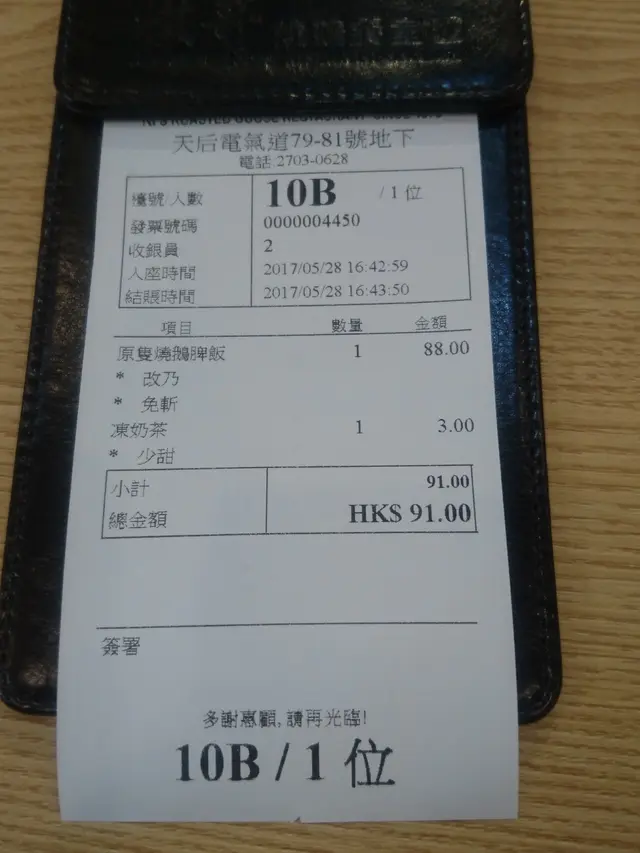 ROASTED GOOSE RESTAURANT SINCE
天后電氣道79-81號地下
電話:2703-0628
檯號/人數 10B / 1 位
發票號碼 0000004450
收銀員 2
入座時間 2017/05/28 16:42:59
結賬時間 2017/05/28 16:43:50
項目 數量 金額
原隻燒鵝脾飯 1 88.00
* 改乃
* 免斬
凍奶茶 1 3.00
* 少甜
小計 91.00
總金額 HK$ 91.00
簽署
多謝惠顧, 請再光臨!
10B / 1 位